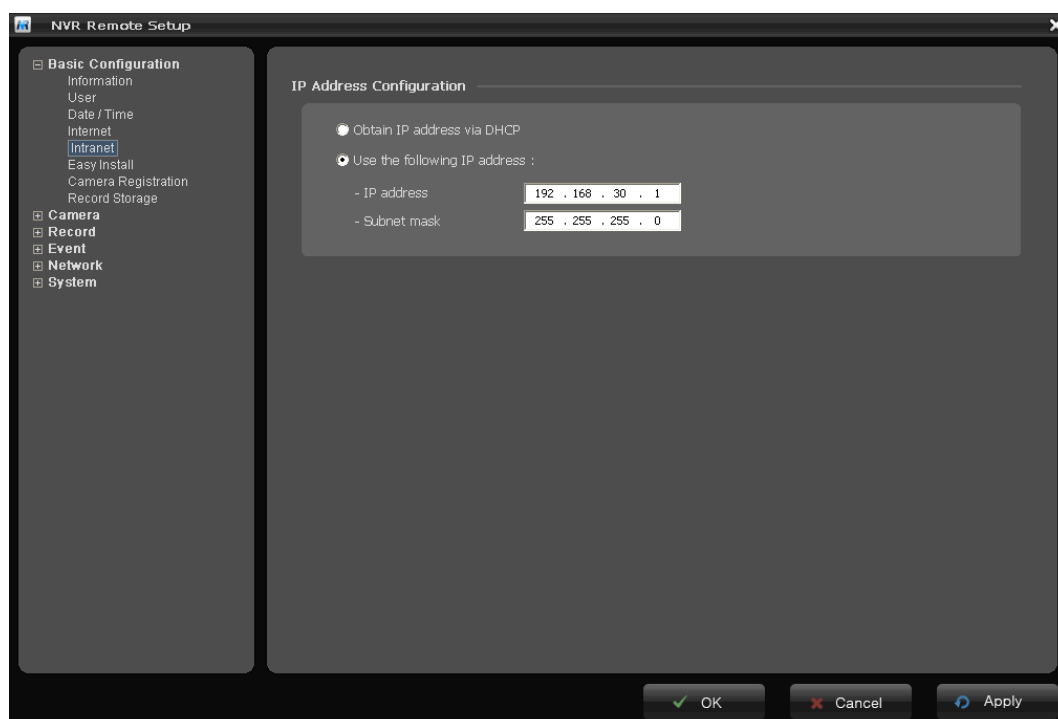 NVR Remote Setup
Basic Configuration
Information
User
Date / Time
Internet
Intranet
Easy Install
Camera Registration
Record Storage
Camera
Record
Event
Network
System
IP Address Configuration
Obtain IP address via DHCP
Use the following IP address :
- IP address 192 . 168 . 30 . 1
- Subnet mask 255 . 255 . 255 . 0
OK Cancel Apply